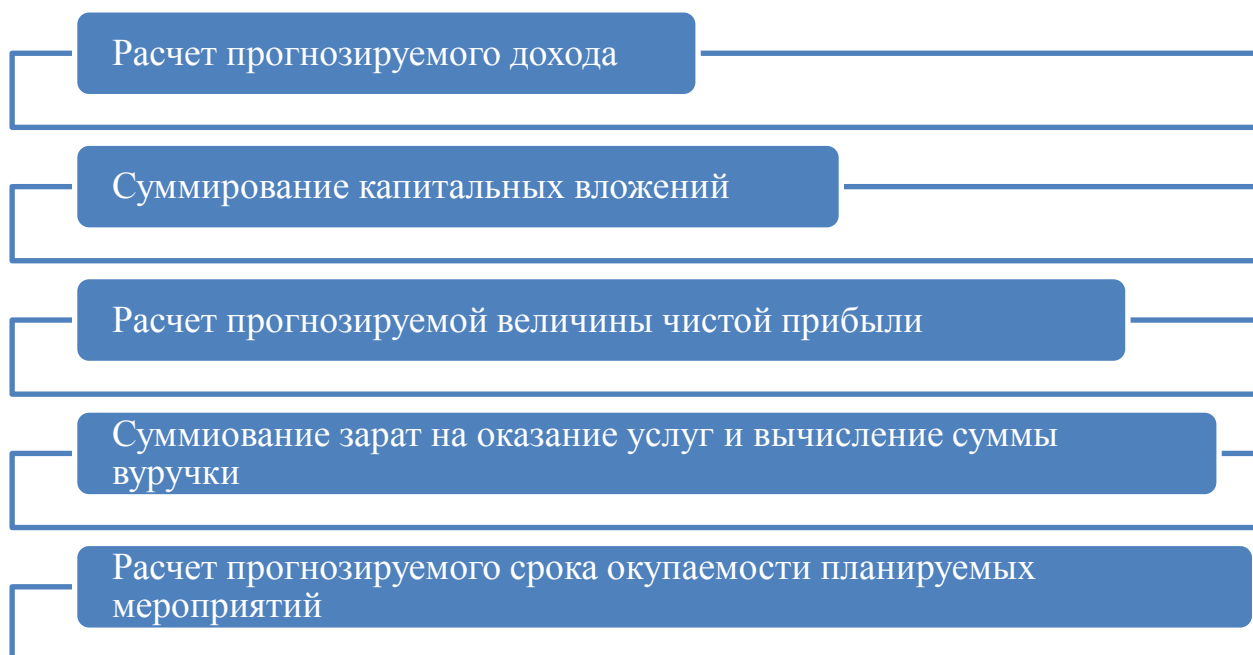 Расчет прогнозируемого дохода
Суммирование капитальных вложений
Расчет прогнозируемой величины чистой прибыли
Суммиование зарат на оказание услуг и вычисление суммы
вуручки
Расчет прогнозируемого срока окупаемости планируемых
мероприятий